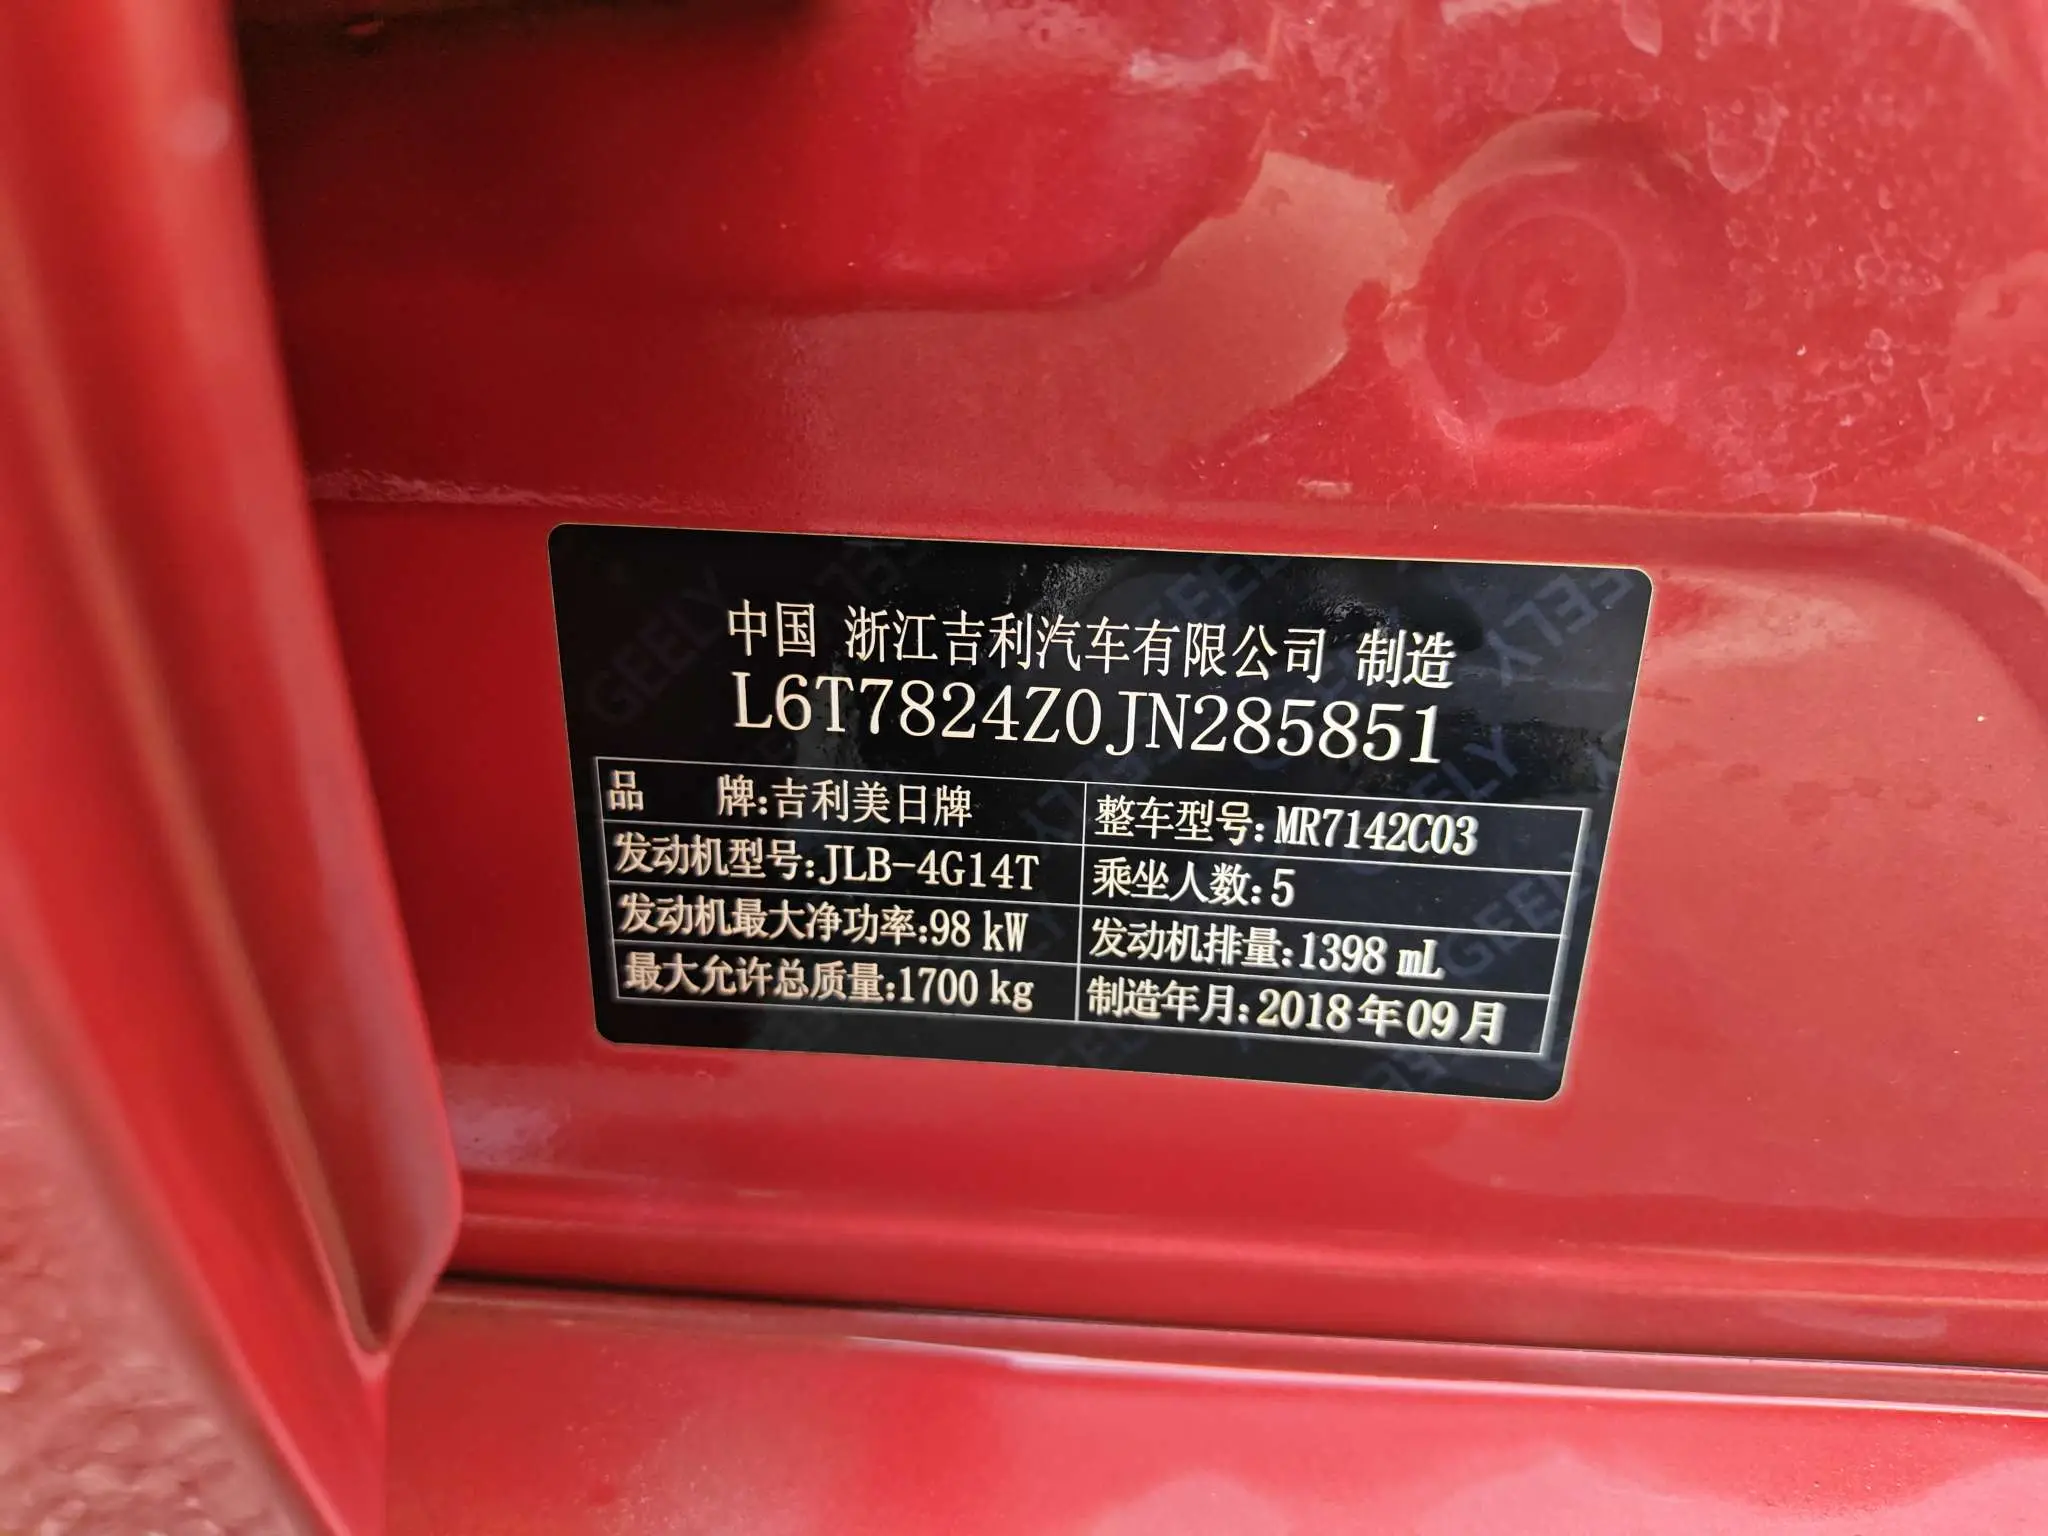 中国 浙江吉利汽车有限公司 制造
L6T7824Z0JN285851
品 牌:吉利美日牌 整车型号:MR7142C03
发动机型号:JLB-4G14T 乘坐人数:5
发动机最大净功率:98 kW 发动机排量:1398 mL
最大允许总质量:1700 kg 制造年月:2018年09月
GEELY